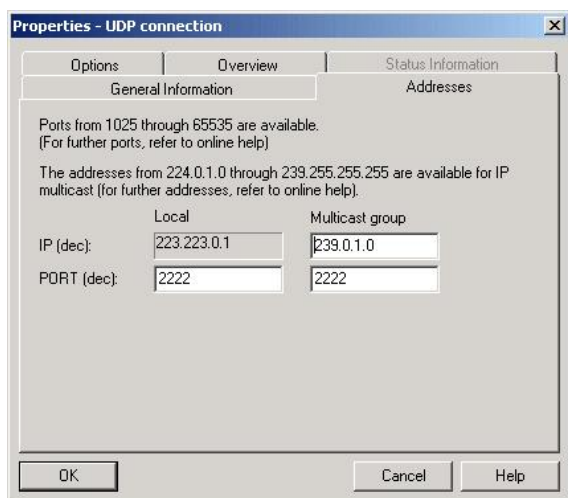 Properties - UDP connection
Options Overview Status Information
General Information Addresses
Ports from 1025 through 65535 are available.
(For further ports, refer to online help)
The addresses from 224.0.1.0 through 239.255.255.255 are available for IP
multicast (for further addresses, refer to online help).
Local Multicast group
IP (dec): 223.223.0.1 239.0.1.0
PORT (dec): 2222 2222
OK Cancel Help